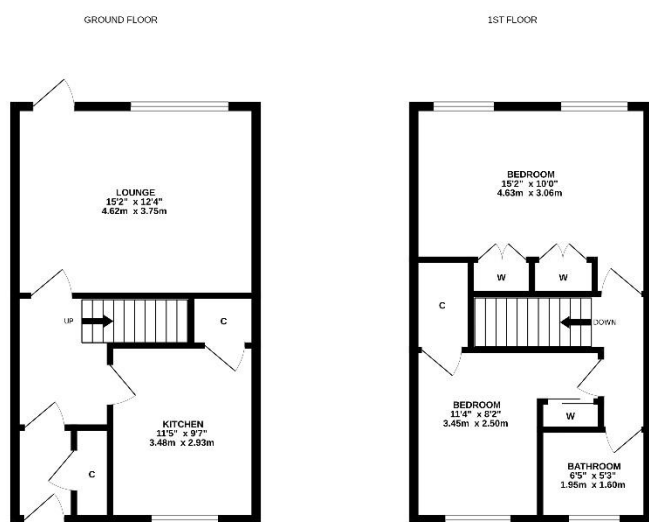 GROUND FLOOR
LOUNGE
15'2" x 12'4"
4.62m x 3.75m
UP
C
KITCHEN
11'5" x 9'7"
3.48m x 2.93m
C
1ST FLOOR
BEDROOM
15'2" x 10'0"
4.63m x 3.06m
W
W
C
DOWN
BEDROOM
11'4" x 8'2"
3.45m x 2.50m
W
BATHROOM
6'5" x 5'3"
1.95m x 1.60m